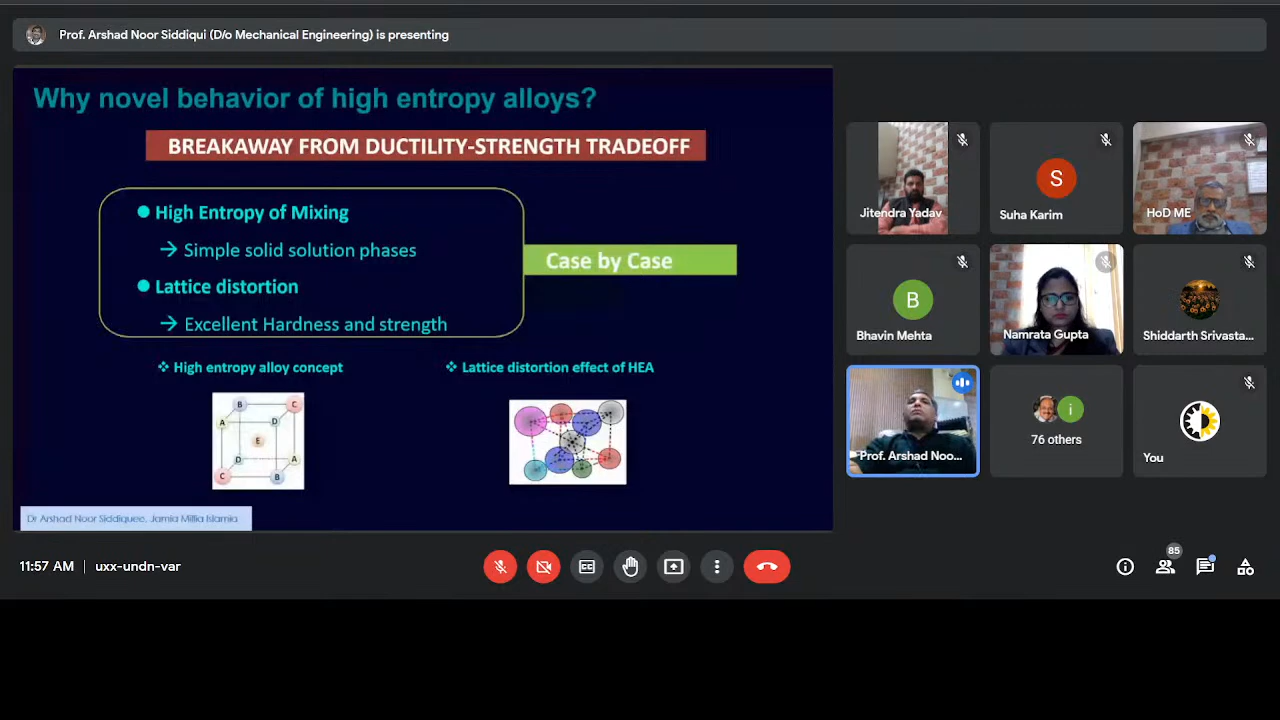 Prof. Arshad Noor Siddiqui (D/o Mechanical Engineering) is presenting
Why novel behavior of high entropy alloys?
BREAKAWAY FROM DUCTILITY-STRENGTH TRADEOFF
High Entropy of Mixing
→ Simple solid solution phases
Lattice distortion
→ Excellent Hardness and strength
Case by Case
❖ High entropy alloy concept
❖ Lattice distortion effect of HEA
B
C
A
D
E
D
A
C
B
Dr Arshad Noor Siddiquee, Jamia Millia Islamia
Jitendra Yadav
S
Suha Karim
HoD ME
B
Bhavin Mehta
Namrata Gupta
Shiddarth Srivasta...
Prof. Arshad Noo...
i
76 others
You
11:57 AM | uxx-undn-var
CC
85